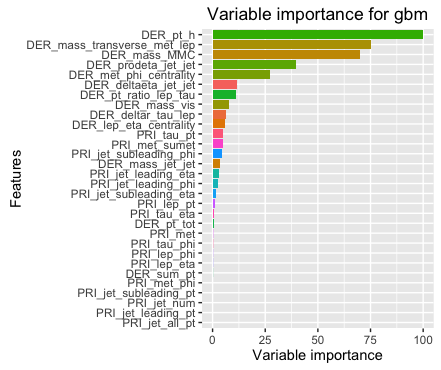 Variable importance for gbm
DER_pt_h
DER_mass_transverse_met_lep
DER_mass_MMC
DER_prodeta_jet_jet
DER_met_phi_centrality
DER_deltaeta_jet_jet
DER_pt_ratio_lep_tau
DER_mass_vis
DER_deltar_tau_lep
DER_lep_eta_centrality
PRI_tau_pt
PRI_met_sumet
PRI_jet_subleading_phi
DER_mass_jet_jet
PRI_jet_leading_eta
PRI_jet_leading_phi
PRI_jet_subleading_eta
PRI_lep_pt
PRI_tau_eta
DER_pt_tot
PRI_met
PRI_tau_phi
PRI_lep_phi
PRI_lep_eta
DER_sum_pt
PRI_met_phi
PRI_jet_subleading_pt
PRI_jet_num
PRI_jet_leading_pt
PRI_jet_all_pt
Features
0 25 50 75 100
Variable importance